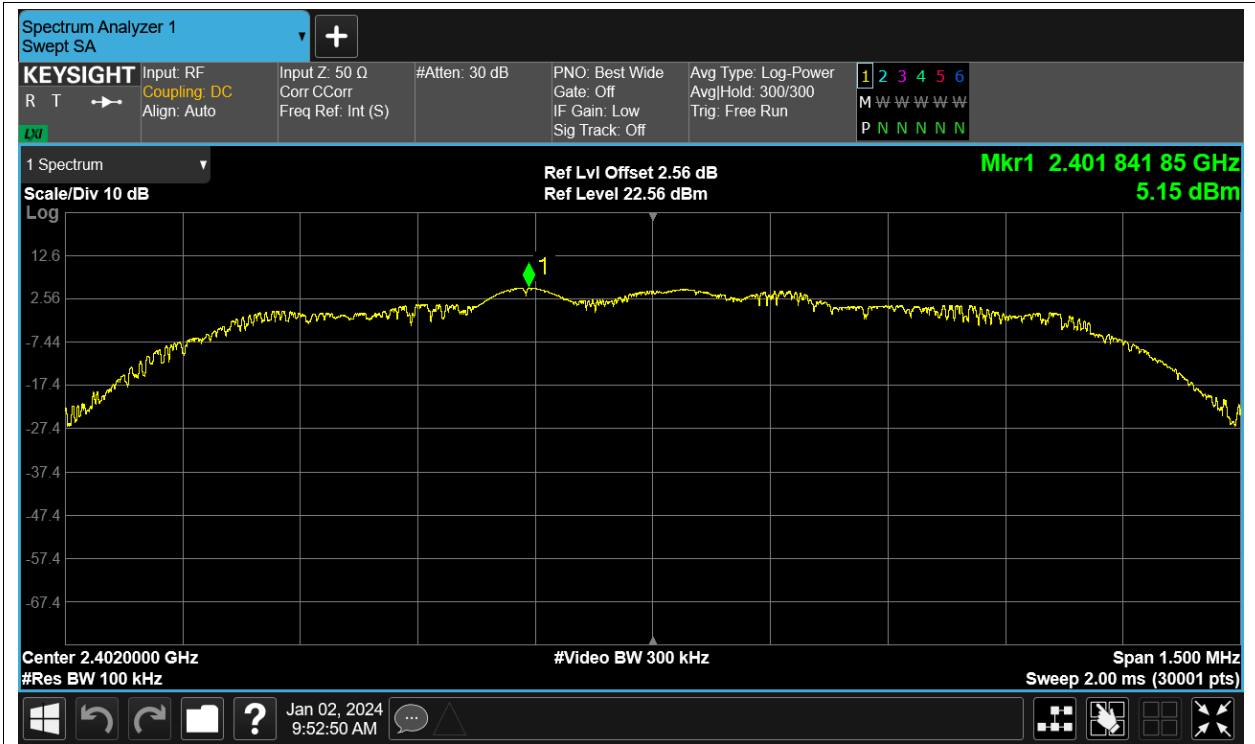 Spectrum Analyzer 1
Swept SA
KEYSIGHT
R T
LXI
Input: RF
Coupling: DC
Align: Auto
Input Z: 50 Ω
Corr CCorr
Freq Ref: Int (S)
#Atten: 30 dB
PNO: Best Wide
Gate: Off
IF Gain: Low
Sig Track: Off
Avg Type: Log-Power
Avg|Hold: 300/300
Trig: Free Run
1 2 3 4 5 6
M W W W W W
P N N N N N
1 Spectrum
Scale/Div 10 dB
Log
Ref Lvl Offset 2.56 dB
Ref Level 22.56 dBm
Mkr1 2.401 841 85 GHz
5.15 dBm
12.6
1
2.56
-7.44
-17.4
-27.4
-37.4
-47.4
-57.4
-67.4
Center 2.4020000 GHz
#Res BW 100 kHz
#Video BW 300 kHz
Span 1.500 MHz
Sweep 2.00 ms (30001 pts)
?
Jan 02, 2024
9:52:50 AM